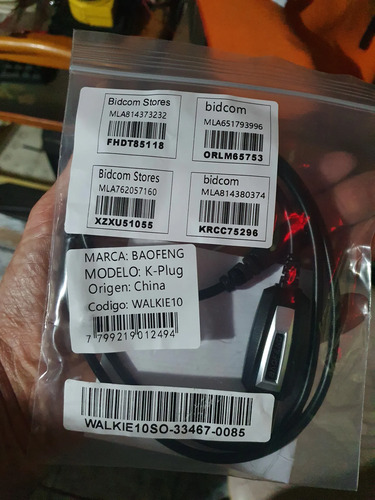 Bidcom Stores
MLA814373232
FHDT85118
bidcom
MLA651793996
ORLM65753
Bidcom Stores
MLA762057160
XZXU51055
bidcom
MLA814380374
KRCC75296
MARCA: BAOFENG
MODELO: K-Plug
Origen: China
Codigo: WALKIE10
7 799219 012494
WALKIE10SO-33467-0085